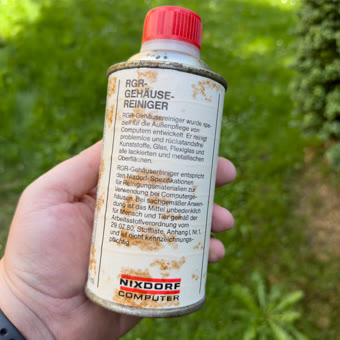 RGR-
GEHÄUSE-
REINIGER
RGR-Gehäusereiniger wurde spe-
ziell für die Außenpflege von
Computern entwickelt. Er reinigt
problemlos und rückstandsfrei
Kunststoffe, Glas, Plexiglas und
alle lackierten und metallischen
Oberflächen.
RGR-Gehäusereiniger entspricht
den Nixdorf-Spezifikationen
für Reinigungsmaterialien zur
Verwendung bei Computerge-
häusen. Bei sachgemäßer Anwen-
dung ist das Mittel unbedenklich
für Mensch und Tier gemäß der
Arbeitsstoffverordnung vom
29.02.80, Stoffliste, Anhang I, Nr. 1,
und ist nicht kennzeichnungs-
pflichtig.
NIXDORF
COMPUTER